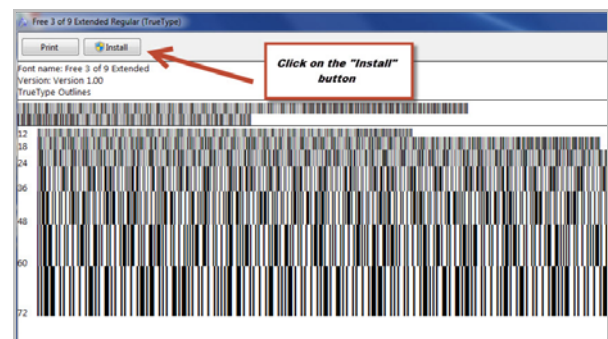 Free 3 of 9 Extended Regular (TrueType)
Print
Install
Click on the "Install"
button
Font name: Free 3 of 9 Extended
Version: Version 1.00
TrueType Outlines
12
18
24
36
48
60
72